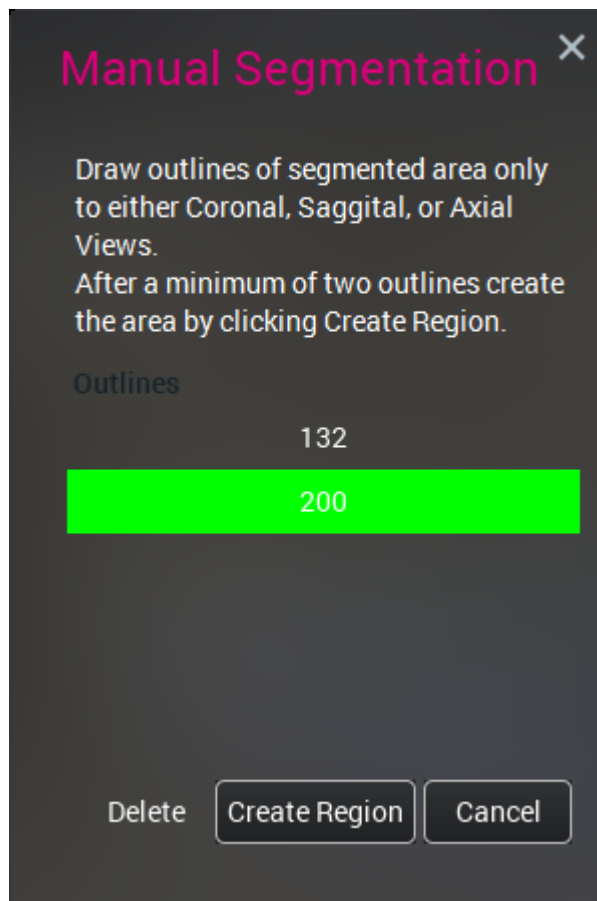 Manual Segmentation
Draw outlines of segmented area only
to either Coronal, Saggital, or Axial
Views.
After a minimum of two outlines create
the area by clicking Create Region.
Outlines
132
200
Delete Create Region Cancel